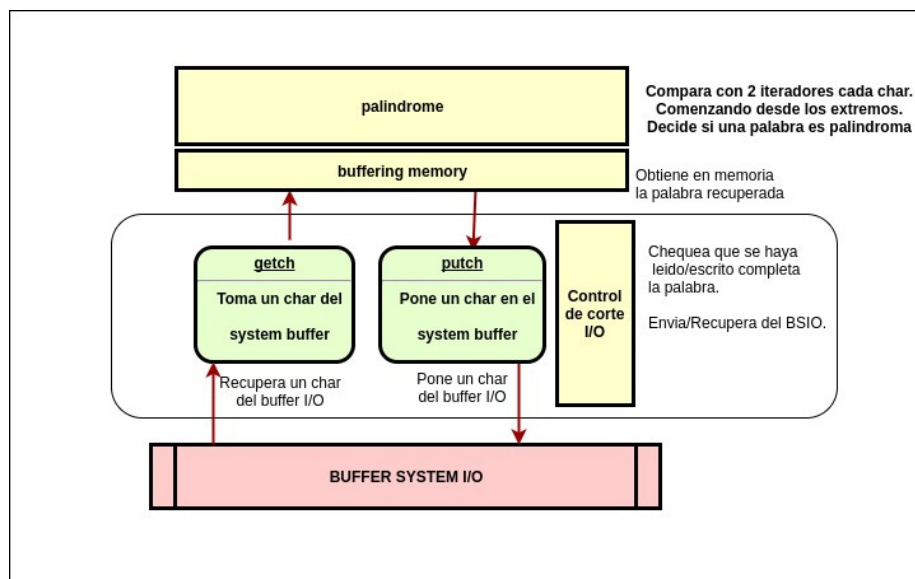 palindrome
Compara con 2 iteradores cada char.
Comenzando desde los extremos.
Decide si una palabra es palindroma
buffering memory
Obtiene en memoria
la palabra recuperada
getch
Toma un char del
system buffer
putch
Pone un char en el
system buffer
Control
de corte
I/O
Chequea que se haya
leido/escrito completa
la palabra.
Envia/Recupera del BSIO.
Recupera un char
del buffer I/O
Pone un char
del buffer I/O
BUFFER SYSTEM I/O